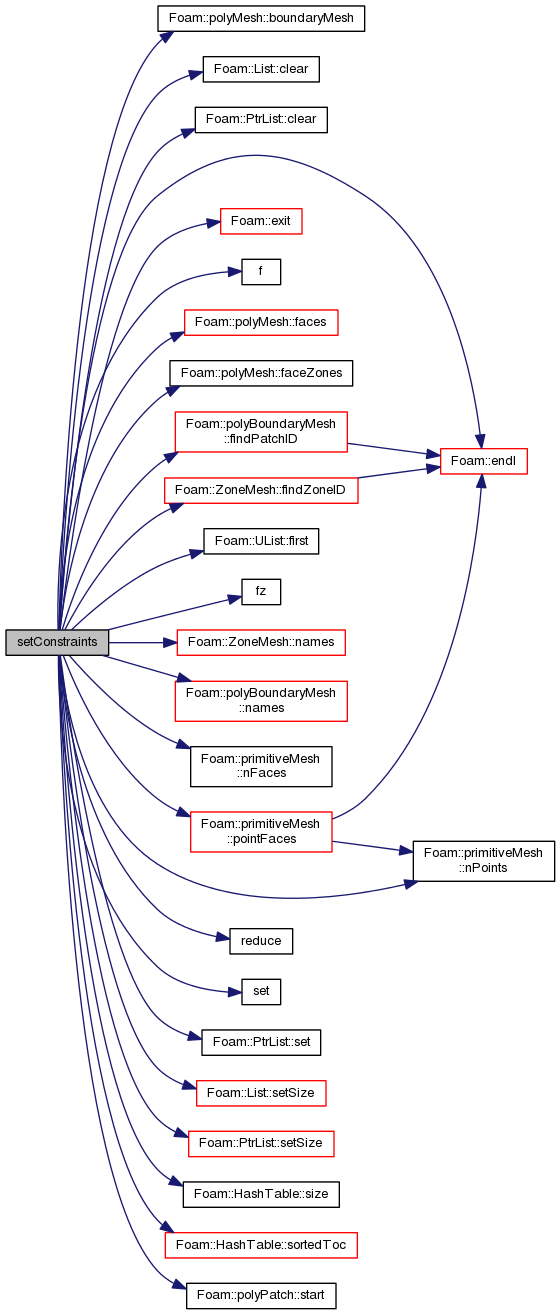 Foam::polyMesh::boundaryMesh
Foam::List::clear
Foam::PtrList::clear
Foam::exit
f
Foam::polyMesh::faces
Foam::polyMesh::faceZones
Foam::polyBoundaryMesh
::findPatchID
Foam::endl
Foam::ZoneMesh::findZoneID
Foam::UList::first
fz
setConstraints
Foam::ZoneMesh::names
Foam::polyBoundaryMesh
::names
Foam::primitiveMesh
::nFaces
Foam::primitiveMesh
::pointFaces
Foam::primitiveMesh
::nPoints
reduce
set
Foam::PtrList::set
Foam::List::setSize
Foam::PtrList::setSize
Foam::HashTable::size
Foam::HashTable::sortedToc
Foam::polyPatch::start